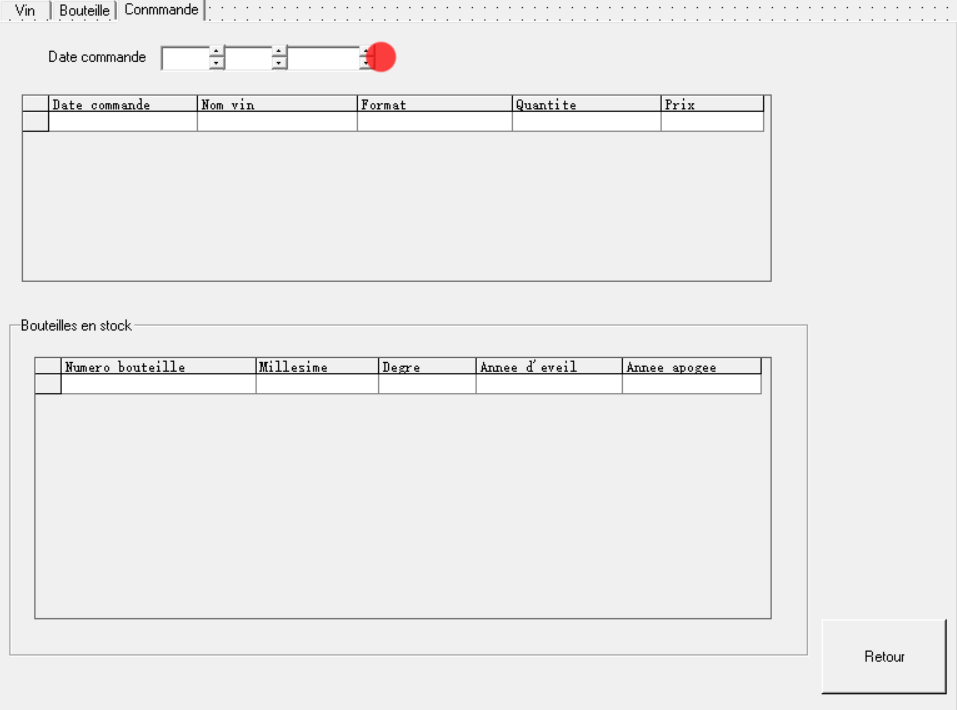 Vin Bouteille Conmmande
Date commande
Date commande Nom vin Format Quantite Prix
Bouteilles en stock
Numero bouteille Millesime Degre Annee d'eveil Annee apogee
Retour